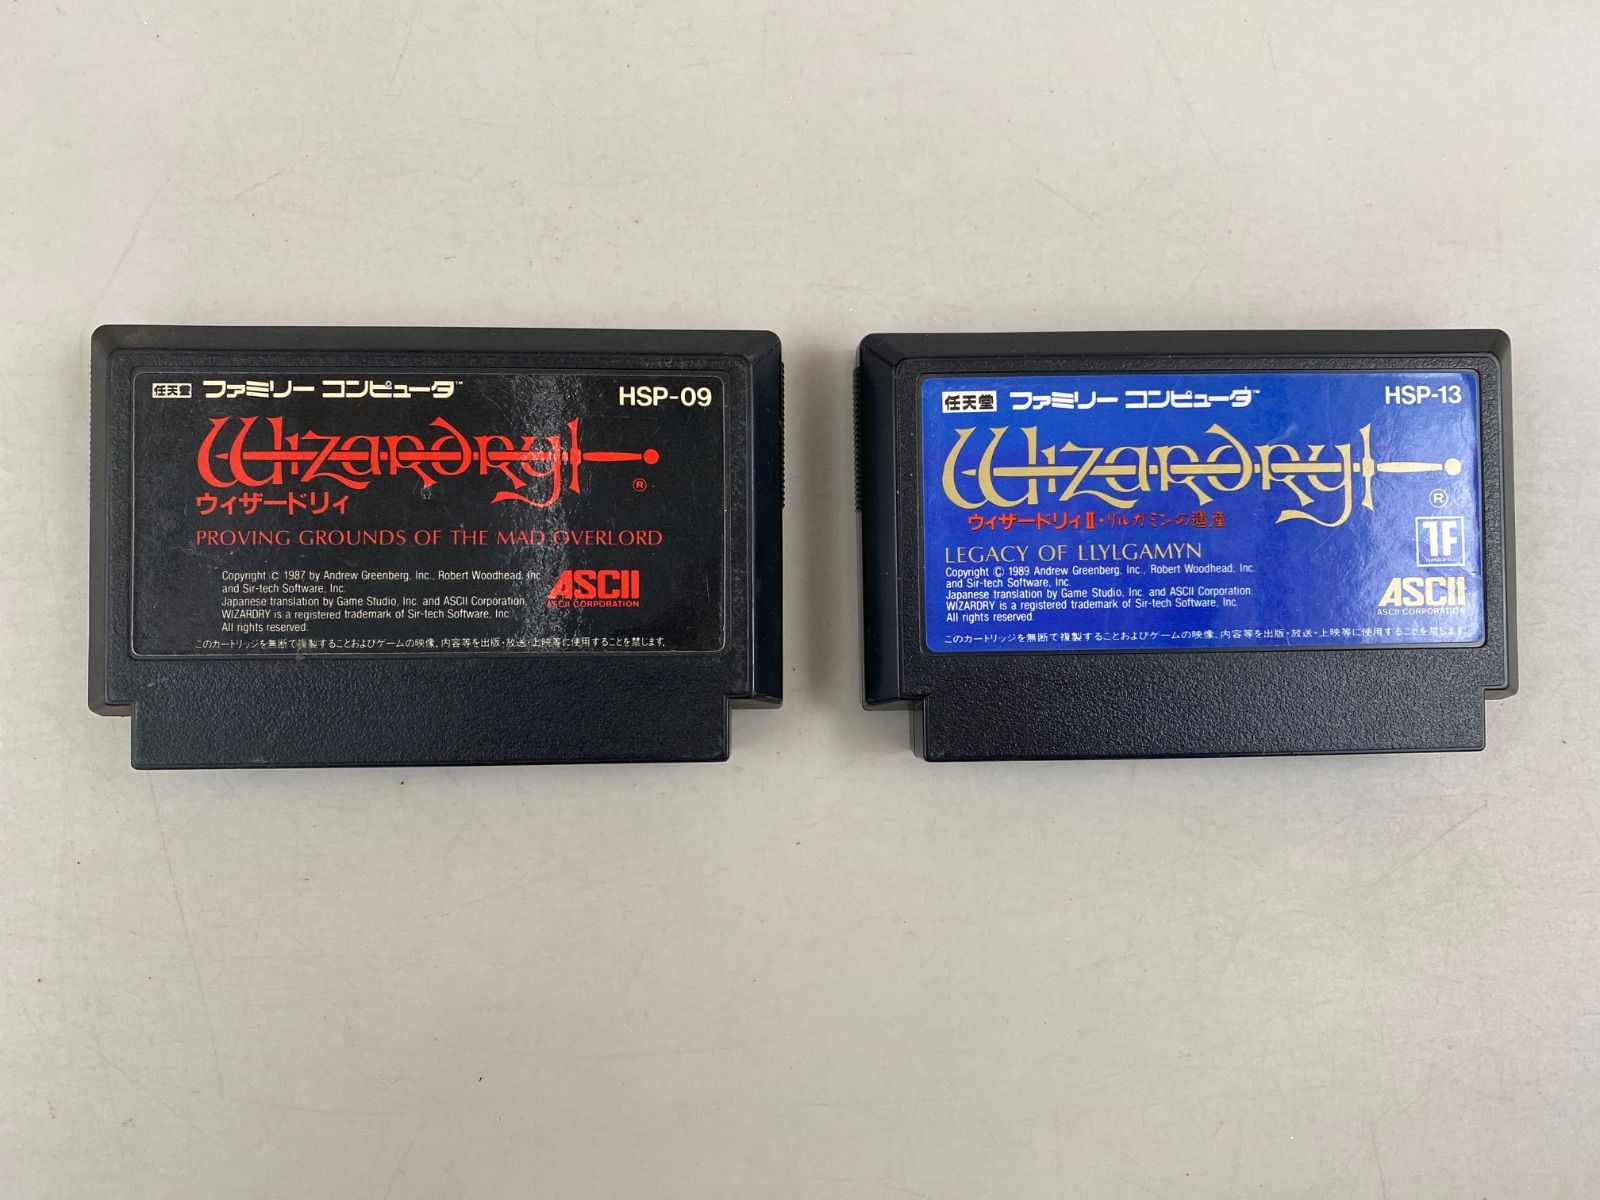 任天堂 ファミリー コンピュータ™
HSP-09
Wizardry
®
ウィザードリィ
PROVING GROUNDS OF THE MAD OVERLORD
Copyright © 1987 by Andrew Greenberg, Inc., Robert Woodhead, Inc.
and Sir-tech Software, Inc.
Japanese translation by Game Studio, Inc. and ASCII Corporation.
WIZARDRY is a registered trademark of Sir-tech Software, Inc.
All rights reserved.
ASCII
ASCII CORPORATION
このカートリッジを無断で複製することおよびゲームの映像、内容等を出版・放送・上映等に使用することを禁じます。
任天堂 ファミリー コンピュータ™
HSP-13
Wizardry
®
ウィザードリィⅡ・リルガミンの遺産
LEGACY OF LLYLGAMYN
Copyright © 1989 Andrew Greenberg, Inc., Robert Woodhead, Inc.
and Sir-tech Software, Inc.
Japanese translation by Game Studio, Inc. and ASCII Corporation.
WIZARDRY is a registered trademark of Sir-tech Software, Inc.
All rights reserved.
TF
ASCII
ASCII CORPORATION
このカートリッジを無断で複製することおよびゲームの映像、内容等を出版・放送・上映等に使用することを禁じます。